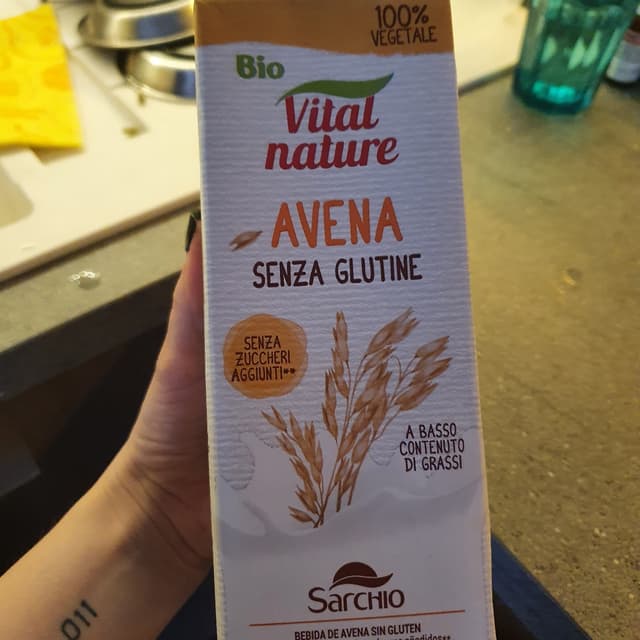 100%
VEGETALE
Bio
Vital
nature
AVENA
SENZA GLUTINE
SENZA
ZUCCHERI
AGGIUNTI**
A BASSO
CONTENUTO
DI GRASSI
SARCHIO
BEBIDA DE AVENA SIN GLUTEN
011